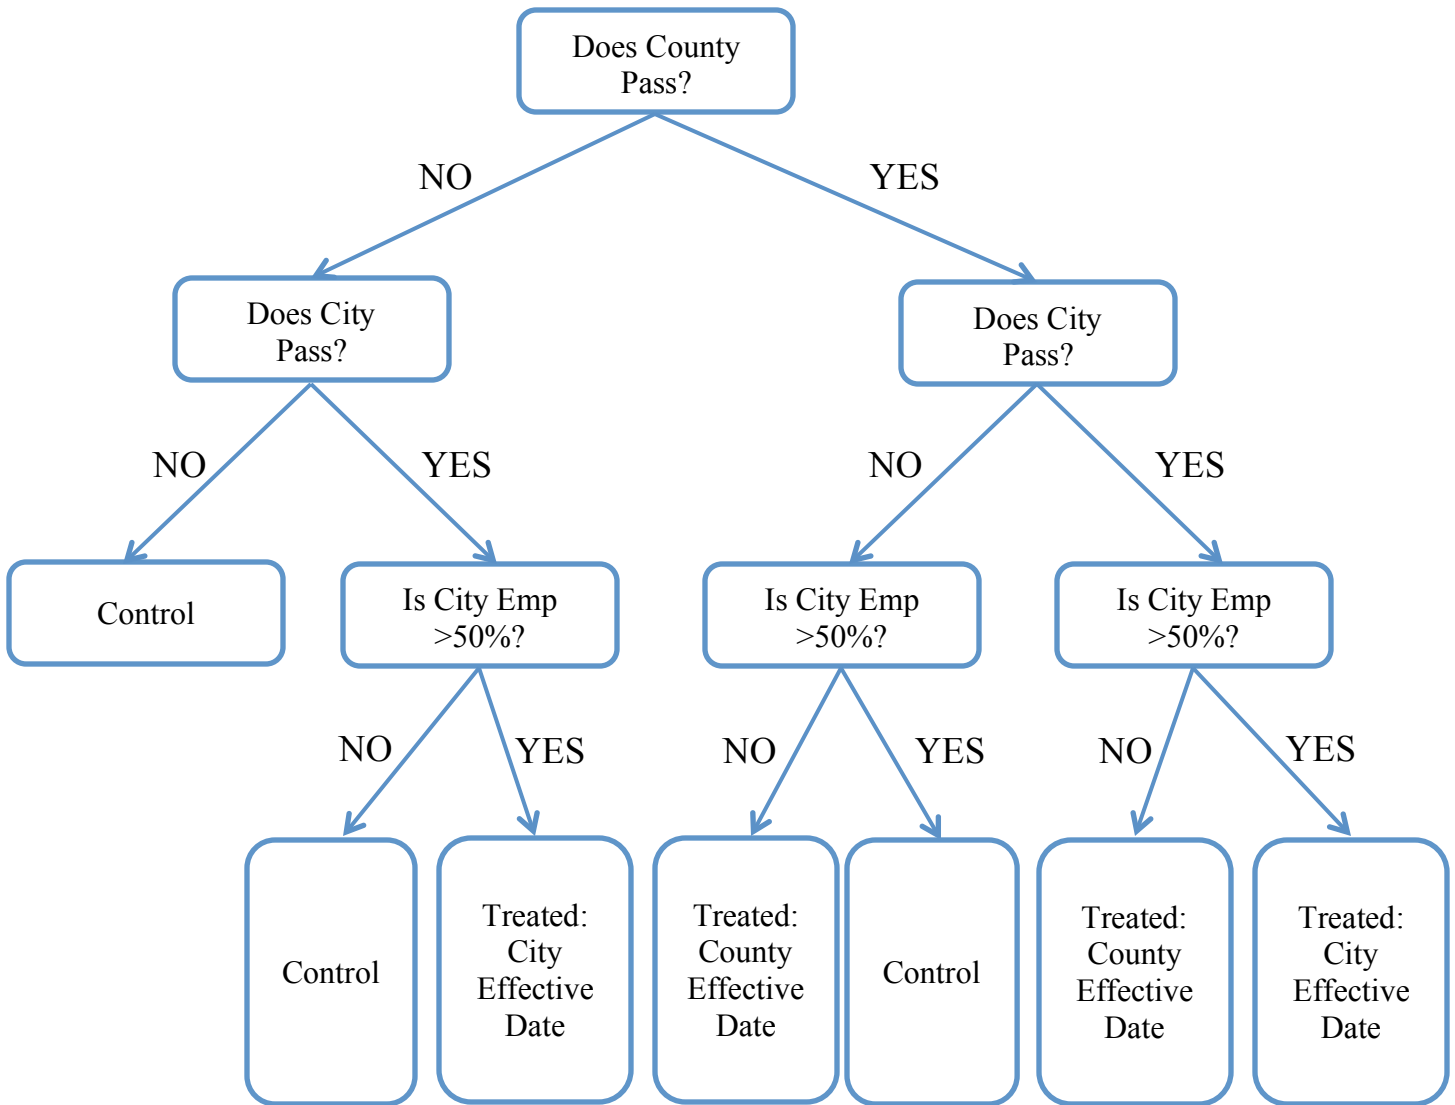 Does County
Pass?
NO
YES
Does City
Pass?
Does City
Pass?
NO
YES
NO
YES
Control
Is City Emp
>50%?
Is City Emp
>50%?
Is City Emp
>50%?
NO
YES
NO
YES
NO
YES
Control
Treated:
City
Effective
Date
Treated:
County
Effective
Date
Control
Treated:
County
Effective
Date
Treated:
City
Effective
Date